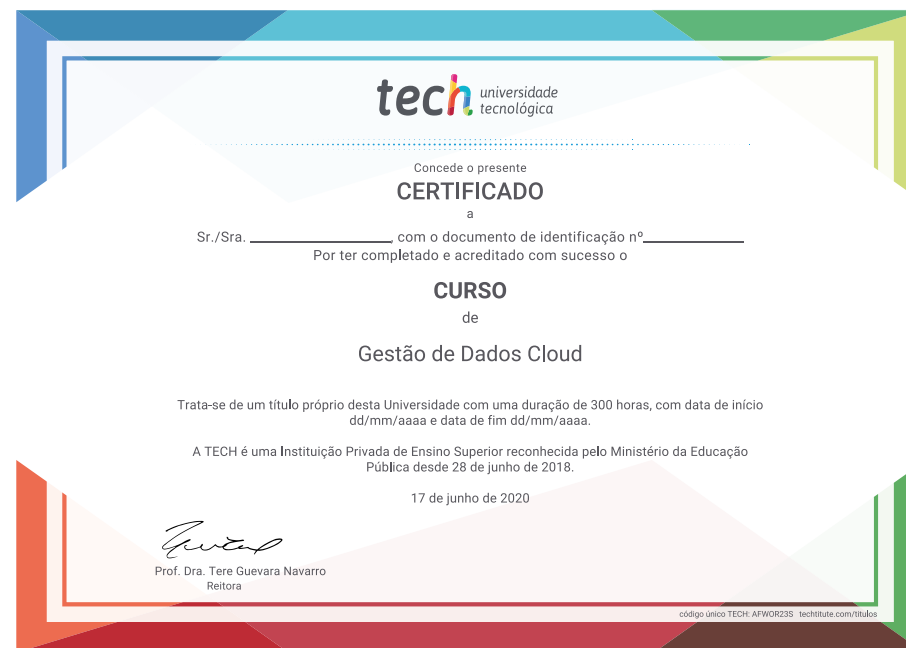 tech universidade
tecnológica
Concede o presente
CERTIFICADO
a
Sr./Sra. ____________________, com o documento de identificação nº______________
Por ter completado e acreditado com sucesso o
CURSO
de
Gestão de Dados Cloud
Trata-se de um título próprio desta Universidade com uma duração de 300 horas, com data de início
dd/mm/aaaa e data de fim dd/mm/aaaa.
A TECH é uma Instituição Privada de Ensino Superior reconhecida pelo Ministério da Educação
Pública desde 28 de junho de 2018.
17 de junho de 2020
Prof. Dra. Tere Guevara Navarro
Reitora
código único TECH: AFWOR23S techtitute.com/titulos